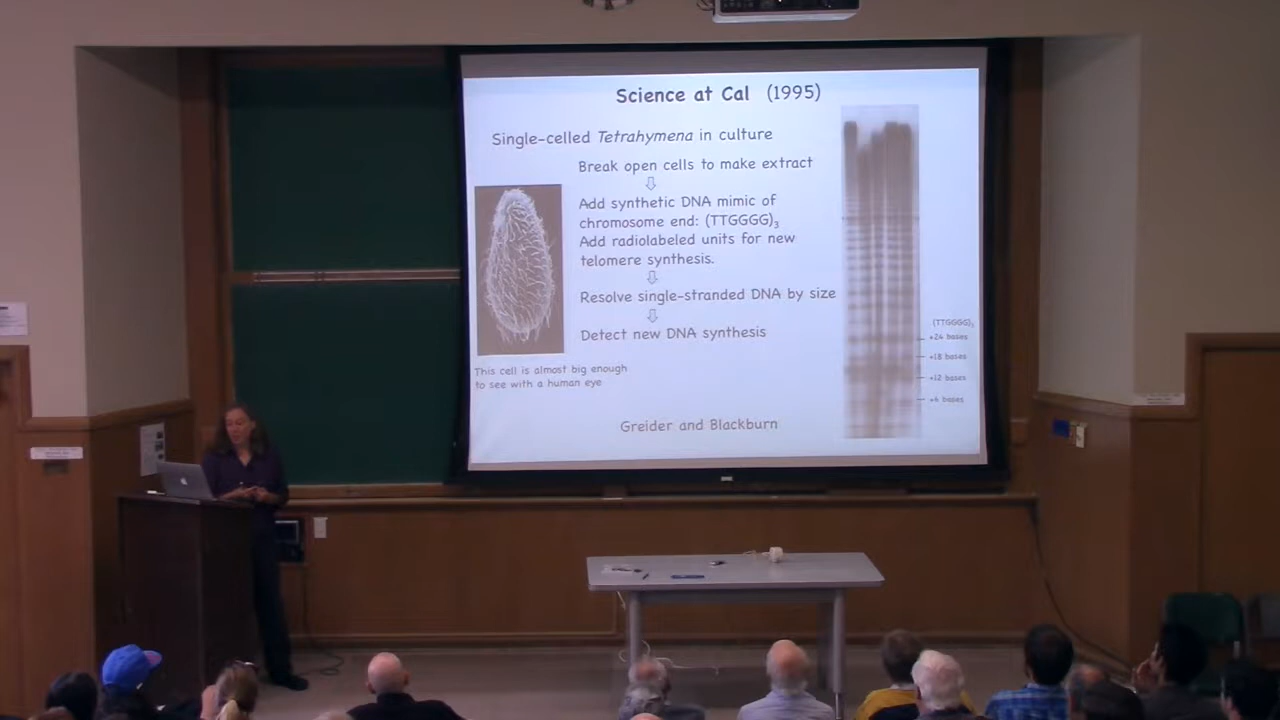 Science at Cal (1995)
Single-celled Tetrahymena in culture
Break open cells to make extract
Add synthetic DNA mimic of
chromosome end: (TTGGGG)₃
Add radiolabeled units for new
telomere synthesis.
Resolve single-stranded DNA by size
Detect new DNA synthesis
This cell is almost big enough
to see with a human eye
(TTGGGG)₃
+24 bases
+18 bases
+12 bases
+6 bases
Greider and Blackburn